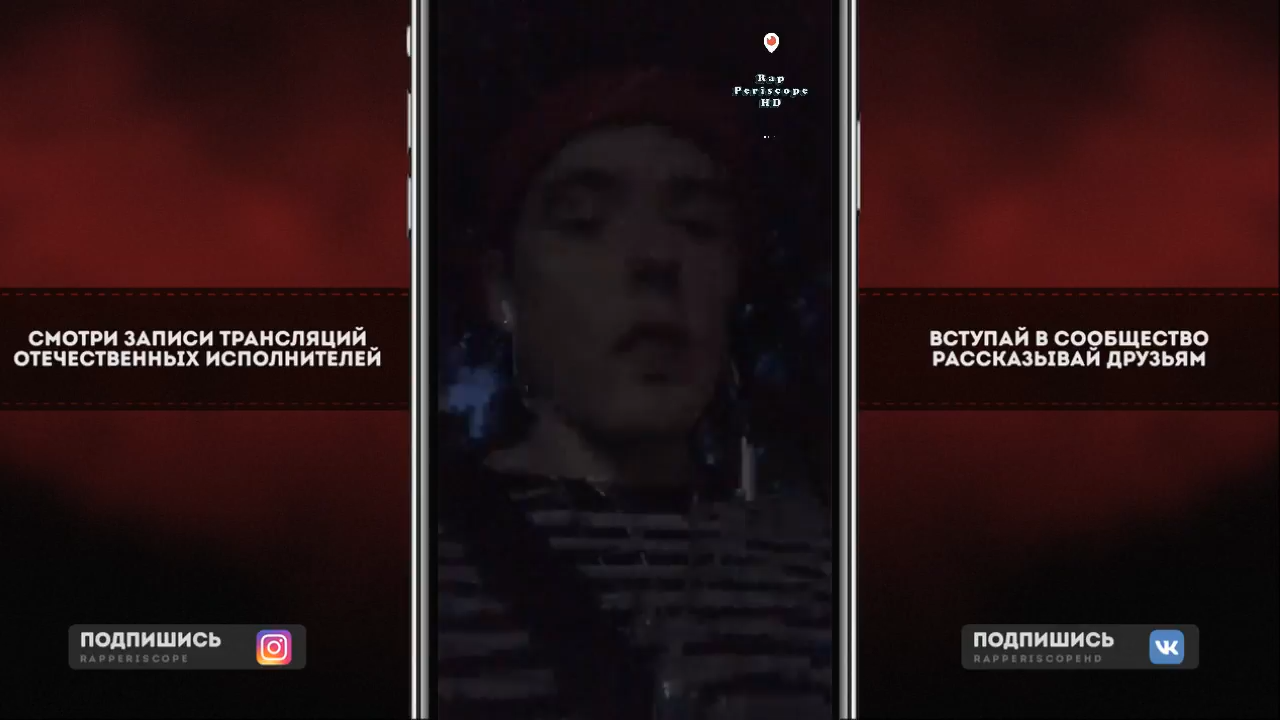 Rap
Periscope
HD
...
СМОТРИ ЗАПИСИ ТРАНСЛЯЦИЙ
ОТЕЧЕСТВЕННЫХ ИСПОЛНИТЕЛЕЙ
ВСТУПАЙ В СООБЩЕСТВО
РАССКАЗЫВАЙ ДРУЗЬЯМ
ПОДПИШИСЬ
RAPPERISCOPE
ПОДПИШИСЬ
RAPPERISCOPEHD